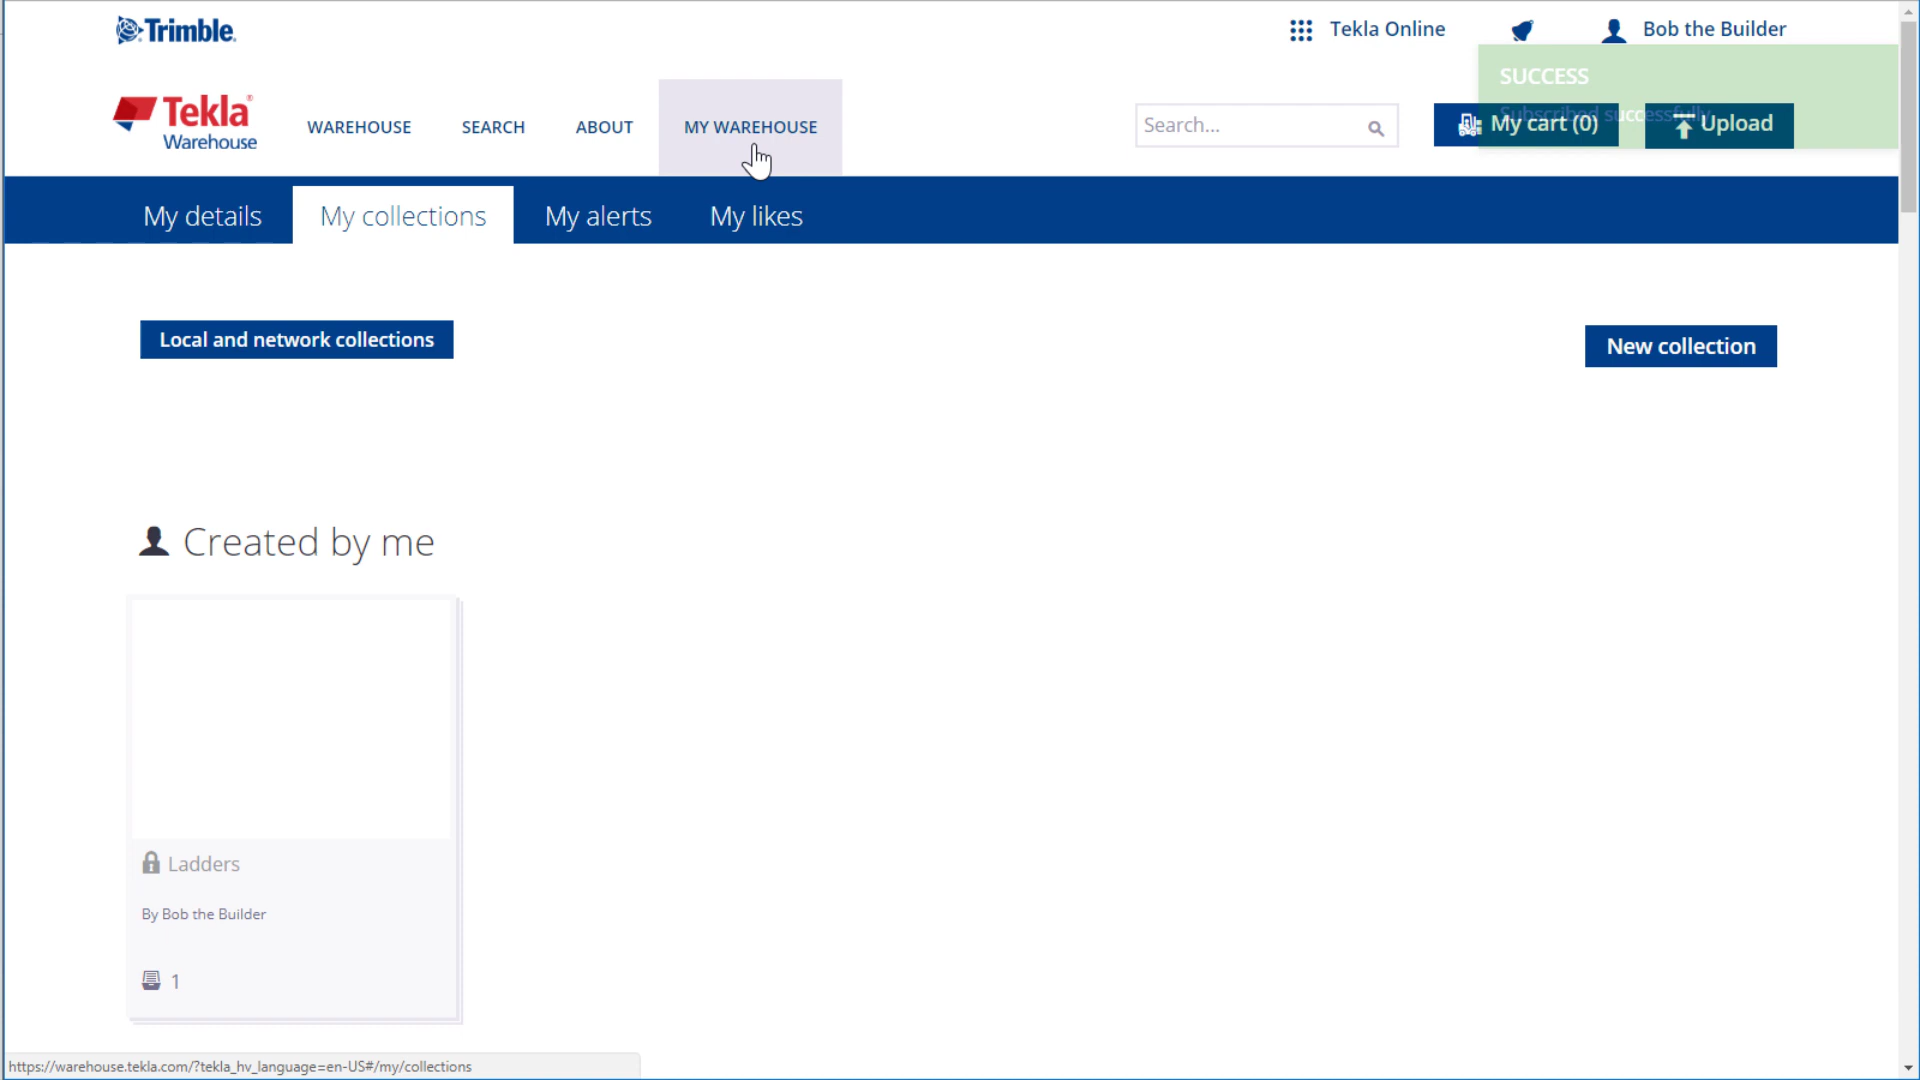 Trimble.
Tekla Online
Bob the Builder
SUCCESS
Subscribed successfully
Tekla®
Warehouse
WAREHOUSE
SEARCH
ABOUT
MY WAREHOUSE
Search...
My cart (0)
Upload
My details
My collections
My alerts
My likes
Local and network collections
New collection
Created by me
Ladders
By Bob the Builder
1
https://warehouse.tekla.com/?tekla_hv_language=en-US#/my/collections